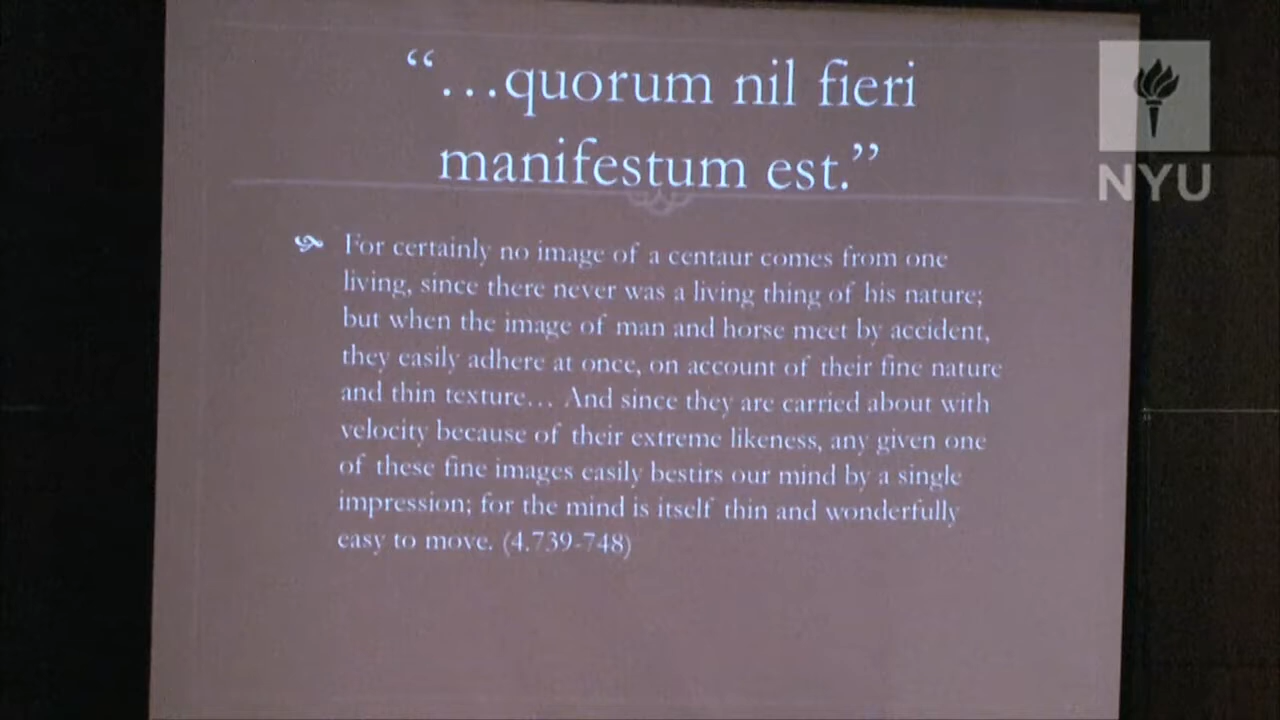 “…quorum nil fieri
manifestum est.”
NYU
For certainly no image of a centaur comes from one
living, since there never was a living thing of his nature;
but when the image of man and horse meet by accident,
they easily adhere at once, on account of their fine nature
and thin texture… And since they are carried about with
velocity because of their extreme likeness, any given one
of these fine images easily bestirs our mind by a single
impression; for the mind is itself thin and wonderfully
easy to move. (4.739-748)